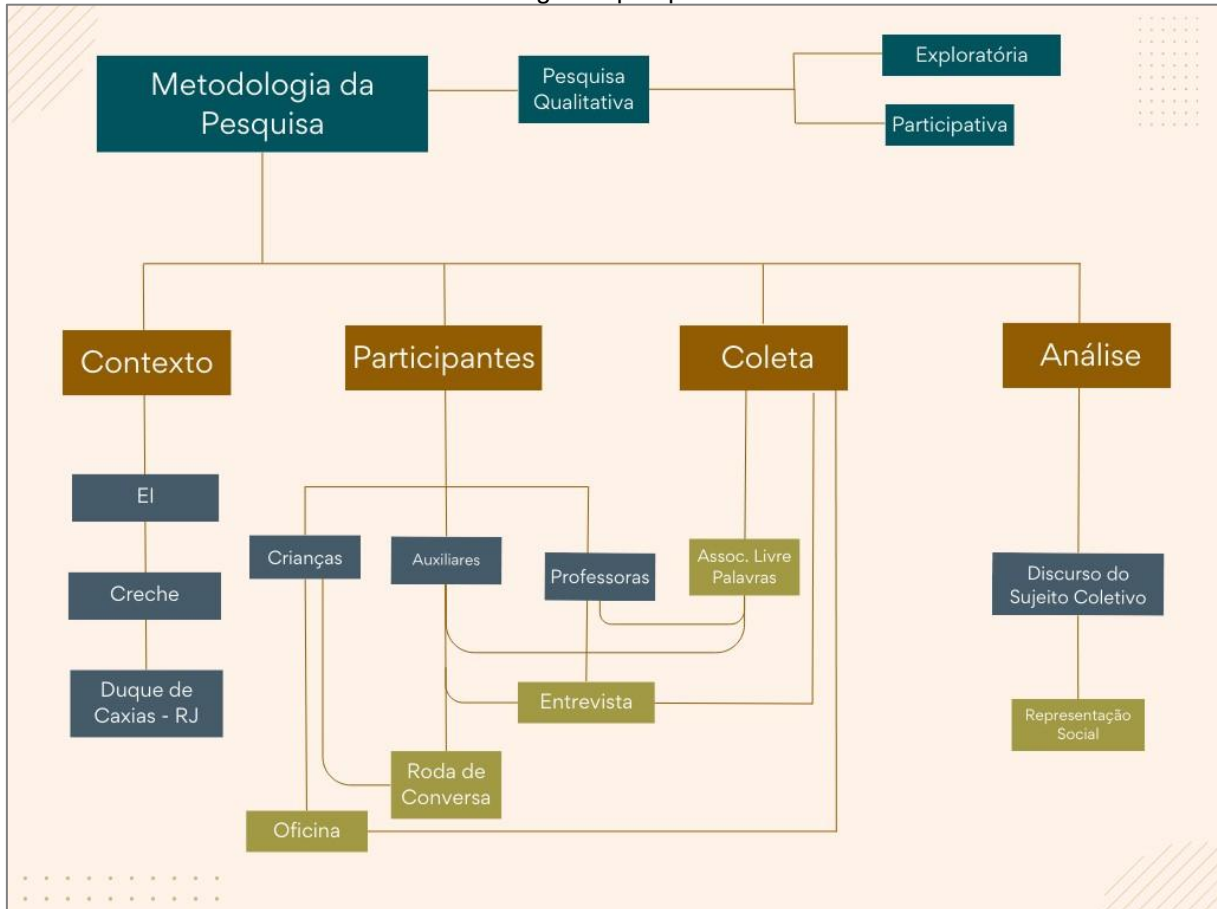 Metodologia da
Pesquisa
Pesquisa
Qualitativa
Exploratória
Participativa
Contexto
Participantes
Coleta
Análise
EI
Creche
Duque de
Caxias - RJ
Crianças
Auxiliares
Professoras
Assoc. Livre
Palavras
Entrevista
Roda de
Conversa
Oficina
Discurso do
Sujeito Coletivo
Representação
Social